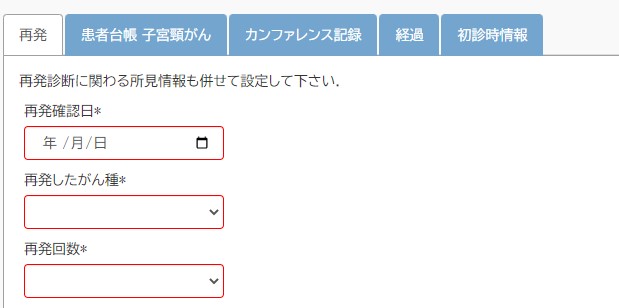 再発 患者台帳 子宮頸がん カンファレンス記録 経過 初診時情報
再発診断に関わる所見情報も併せて設定して下さい.
再発確認日*
年 /月/日
再発したがん種*
再発回数*